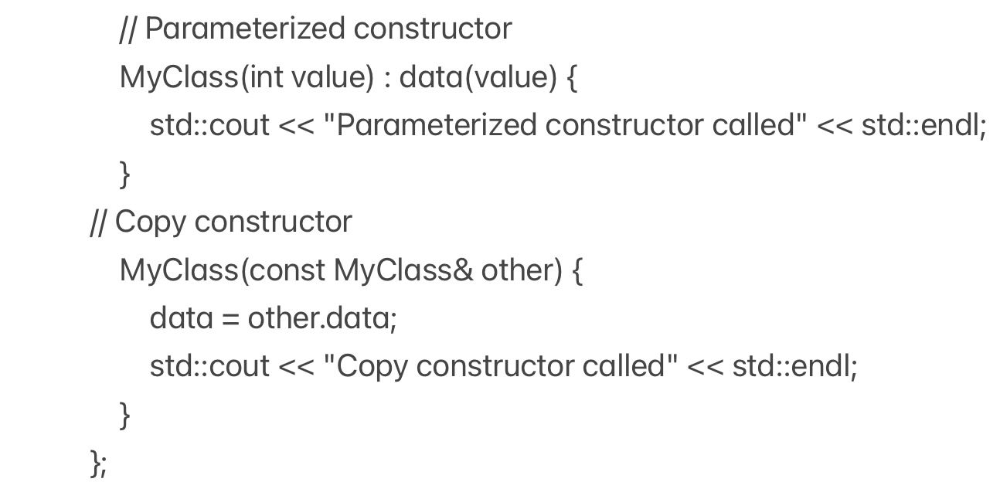 // Parameterized constructor
MyClass(int value) : data(value) {
std::cout << "Parameterized constructor called" << std::endl;
}
// Copy constructor
MyClass(const MyClass& other) {
data = other.data;
std::cout << "Copy constructor called" << std::endl;
}
};